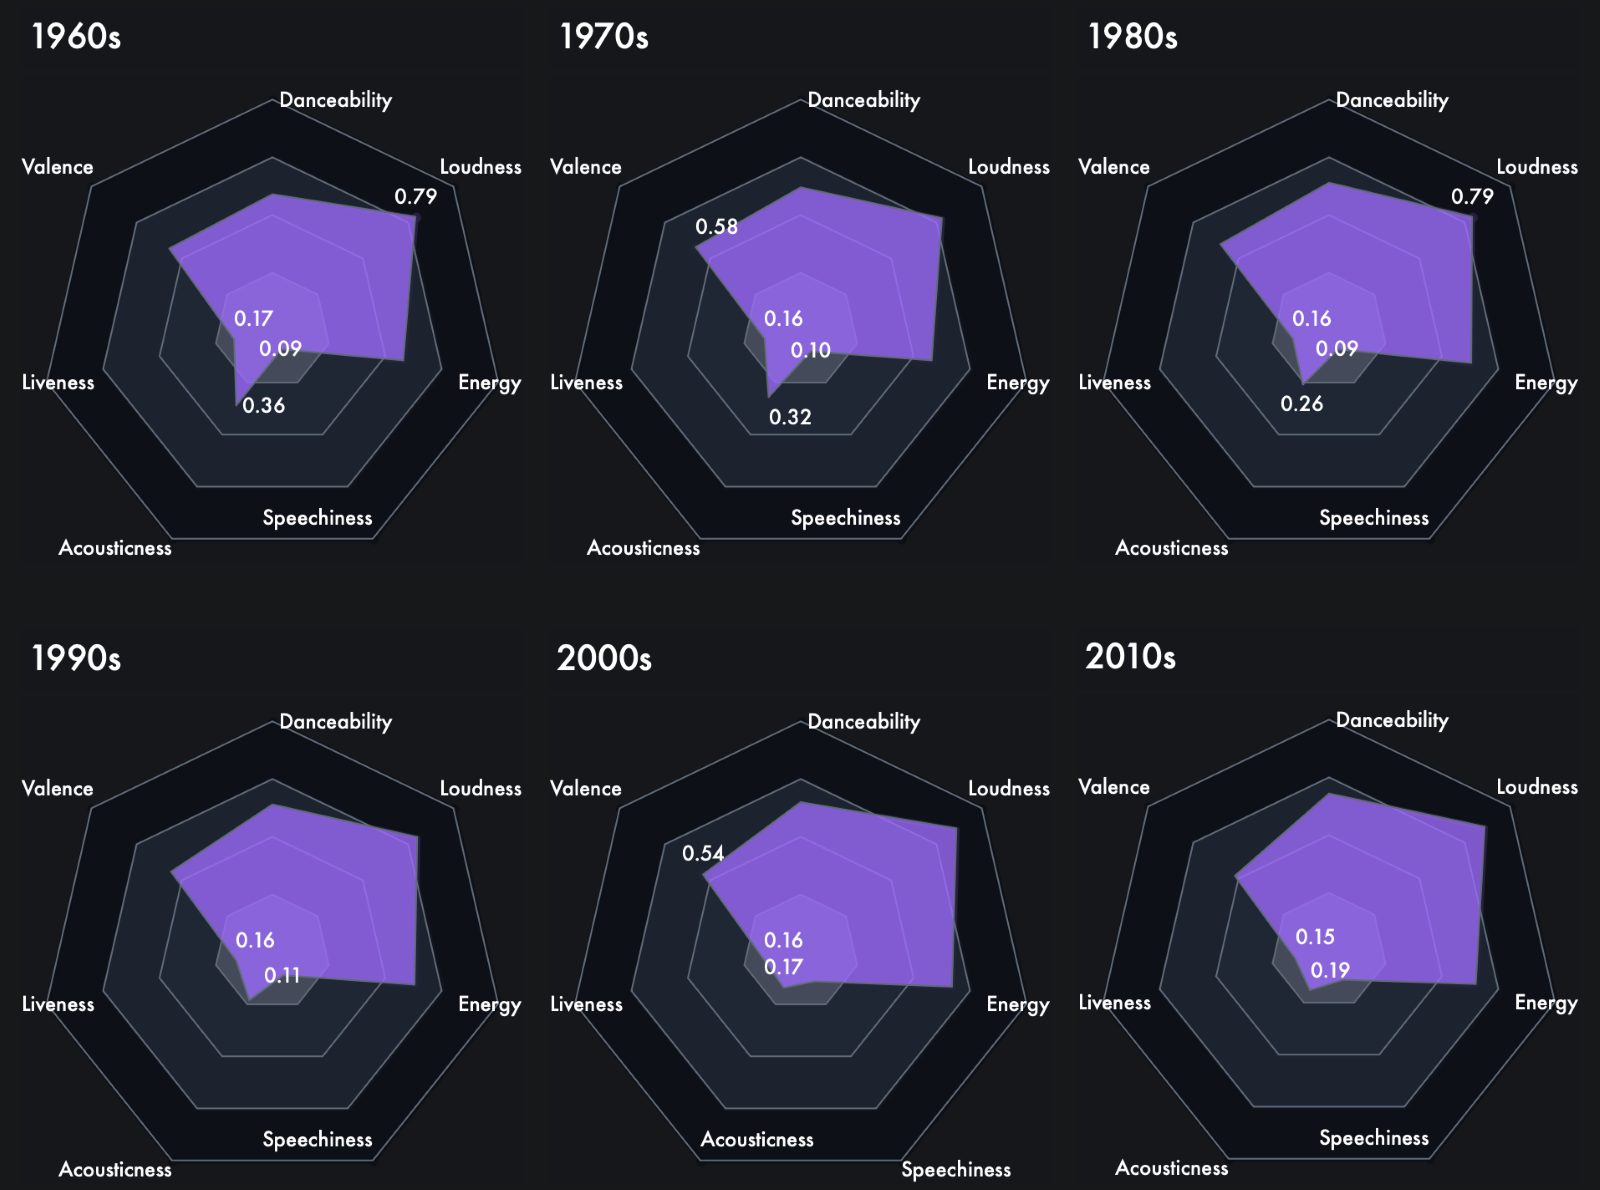 1960s
Danceability
Valence
Loudness
0.79
0.17
0.09
Liveness
Energy
0.36
Speechiness
Acousticness
1970s
Danceability
Valence
Loudness
0.58
0.16
0.10
Liveness
Energy
0.32
Speechiness
Acousticness
1980s
Danceability
Valence
Loudness
0.79
0.16
0.09
Liveness
Energy
0.26
Speechiness
Acousticness
1990s
Danceability
Valence
Loudness
0.16
0.11
Liveness
Energy
Speechiness
Acousticness
2000s
Danceability
Valence
Loudness
0.54
0.16
0.17
Liveness
Energy
Acousticness
Speechiness
2010s
Danceability
Valence
Loudness
0.15
0.19
Liveness
Energy
Speechiness
Acousticness